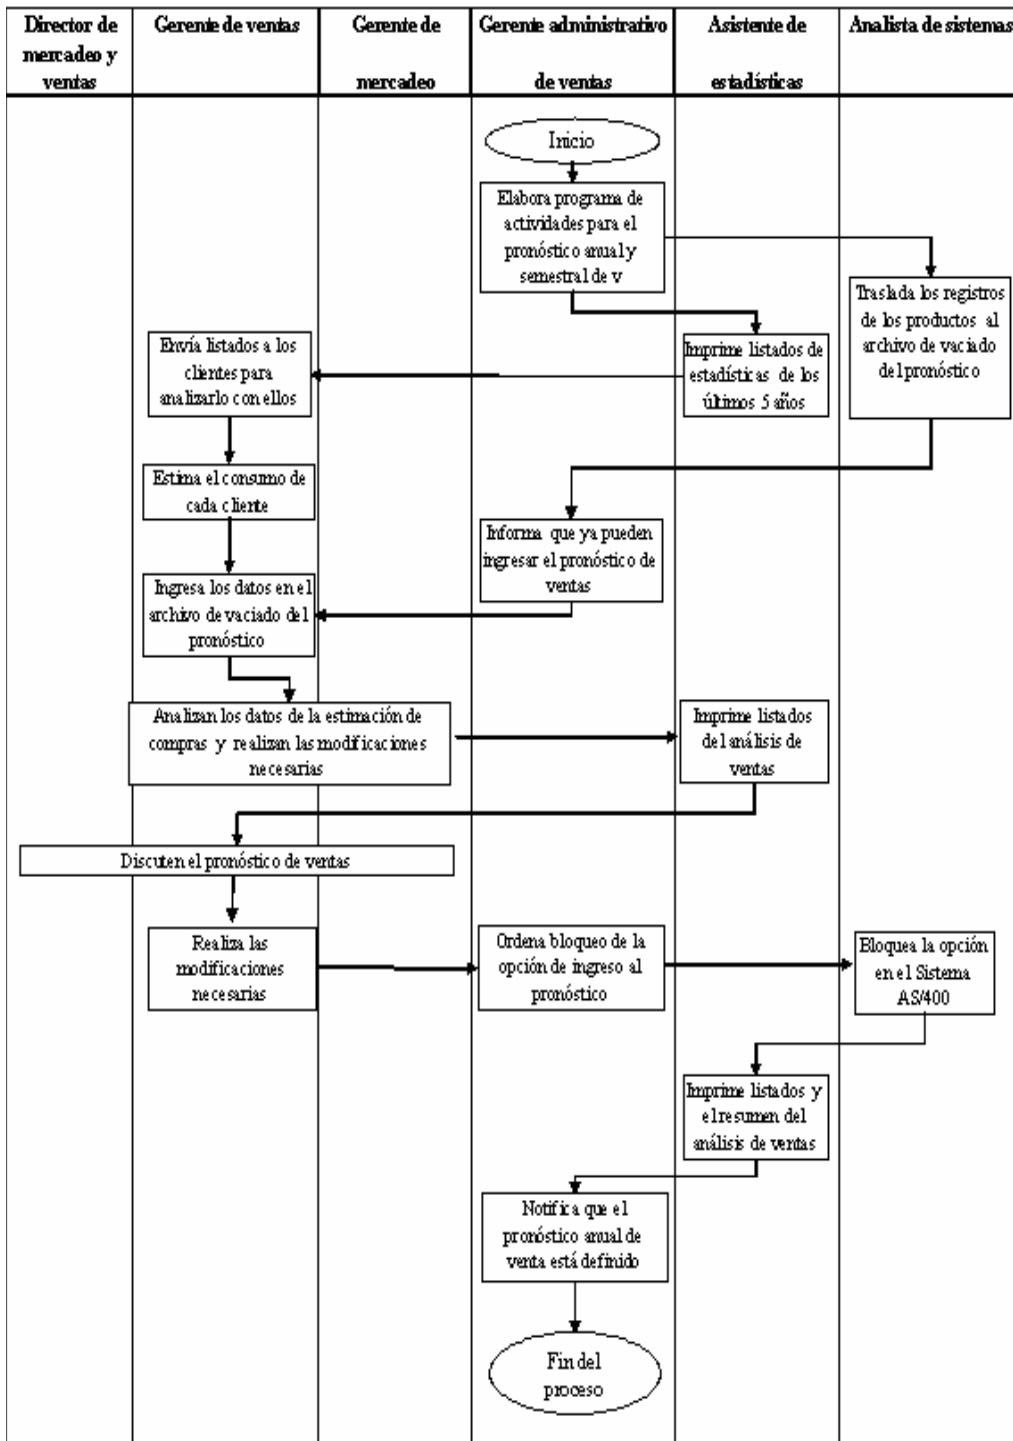 Director de
mercadeo y
ventas
Gerente de ventas
Gerente de
mercadeo
Gerente administrativo
de ventas
Asistente de
estadísticas
Analista de sistemas
Inicio
Elabora programa de
actividades para el
pronóstico anual y
semestral de v
Traslada los registros
de los productos al
archivo de vaciado
del pronóstico
Imprime listados de
estadísticas de los
últimos 5 años
Envía listados a los
clientes para
analizarlo con ellos
Estima el consumo de
cada cliente
Informa que ya pueden
ingresar el pronóstico de
ventas
Ingresa los datos en el
archivo de vaciado del
pronóstico
Analizan los datos de la estimación de
compras y realizan las modificaciones
necesarias
Imprime listados
del análisis de
ventas
Discuten el pronóstico de ventas
Realiza las
modificaciones
necesarias
Ordena bloqueo de la
opción de ingreso al
pronóstico
Bloquea la opción
en el Sistema
AS/400
Imprime listados y
el resumen del
análisis de ventas
Notifica que el
pronóstico anual de
venta está definido
Fin del
proceso